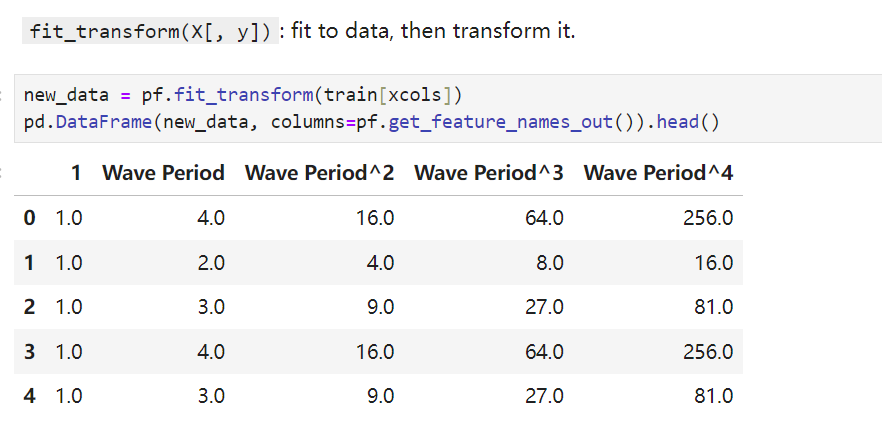 fit_transform(X[, y]) : fit to data, then transform it.
new_data = pf.fit_transform(train[xcols])
pd.DataFrame(new_data, columns=pf.get_feature_names_out()).head()
1 Wave Period Wave Period^2 Wave Period^3 Wave Period^4
0 1.0 4.0 16.0 64.0 256.0
1 1.0 2.0 4.0 8.0 16.0
2 1.0 3.0 9.0 27.0 81.0
3 1.0 4.0 16.0 64.0 256.0
4 1.0 3.0 9.0 27.0 81.0